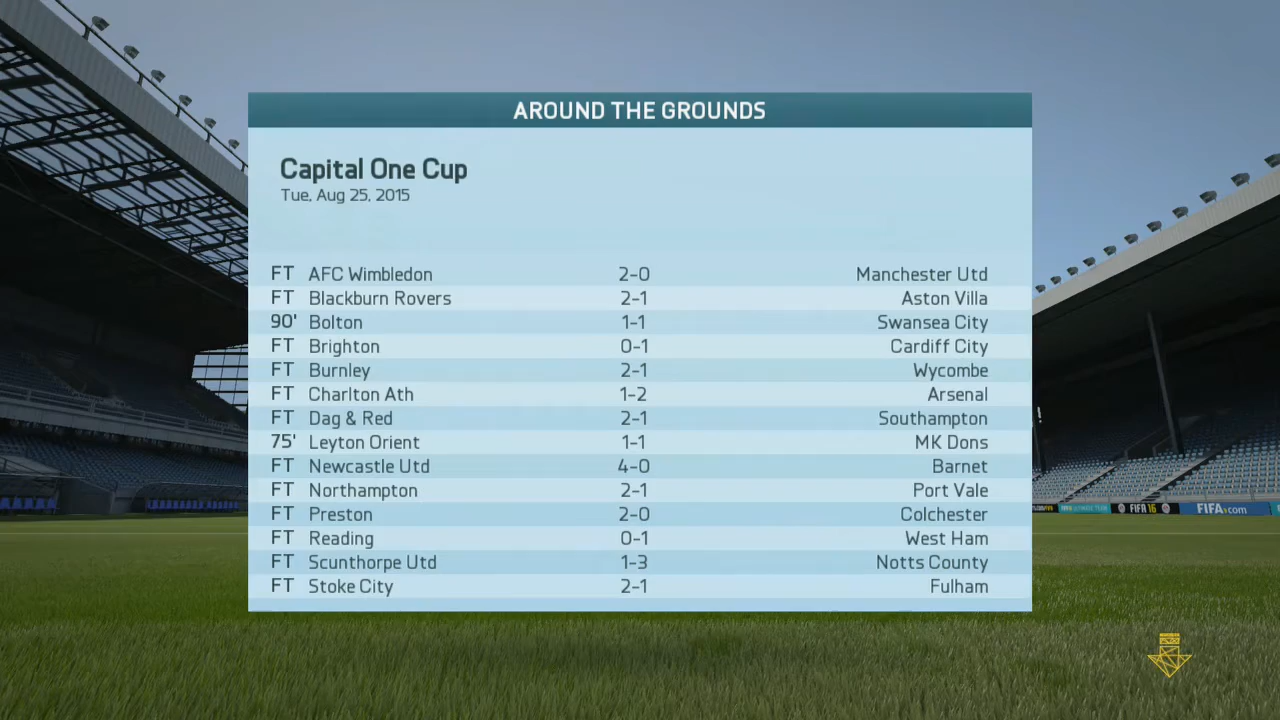 AROUND THE GROUNDS
Capital One Cup
Tue, Aug 25, 2015
FT AFC Wimbledon 2-0 Manchester Utd
FT Blackburn Rovers 2-1 Aston Villa
90' Bolton 1-1 Swansea City
FT Brighton 0-1 Cardiff City
FT Burnley 2-1 Wycombe
FT Charlton Ath 1-2 Arsenal
FT Dag & Red 2-1 Southampton
75' Leyton Orient 1-1 MK Dons
FT Newcastle Utd 4-0 Barnet
FT Northampton 2-1 Port Vale
FT Preston 2-0 Colchester
FT Reading 0-1 West Ham
FT Scunthorpe Utd 1-3 Notts County
FT Stoke City 2-1 Fulham
FIFA 16 FIFA.com